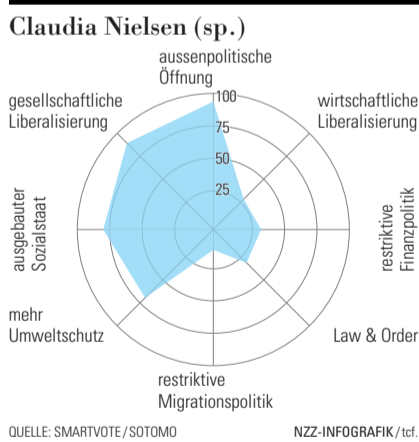 Claudia Nielsen (sp.)
aussenpolitische
Öffnung
gesellschaftliche
Liberalisierung
wirtschaftliche
Liberalisierung
100
75
50
25
ausgebauter
Sozialstaat
restriktive
Finanzpolitik
mehr
Umweltschutz
Law & Order
restriktive
Migrationspolitik
QUELLE: SMARTVOTE/SOTOMO
NZZ-INFOGRAFIK/tcf.